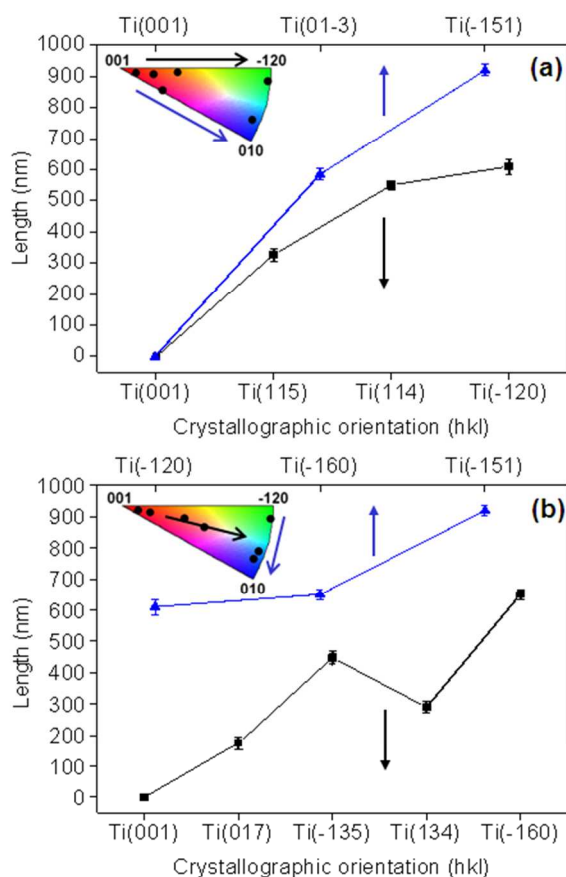 Ti(001) Ti(01-3) Ti(-151)
1000
900
800
700
600
500
400
300
200
100
0
Length (nm)
001 -120
010
(a)
Ti(001) Ti(115) Ti(114) Ti(-120)
Crystallographic orientation (hkl)
Ti(-120) Ti(-160) Ti(-151)
1000
900
800
700
600
500
400
300
200
100
0
Length (nm)
001 -120
010
(b)
Ti(001) Ti(017) Ti(-135) Ti(134) Ti(-160)
Crystallographic orientation (hkl)